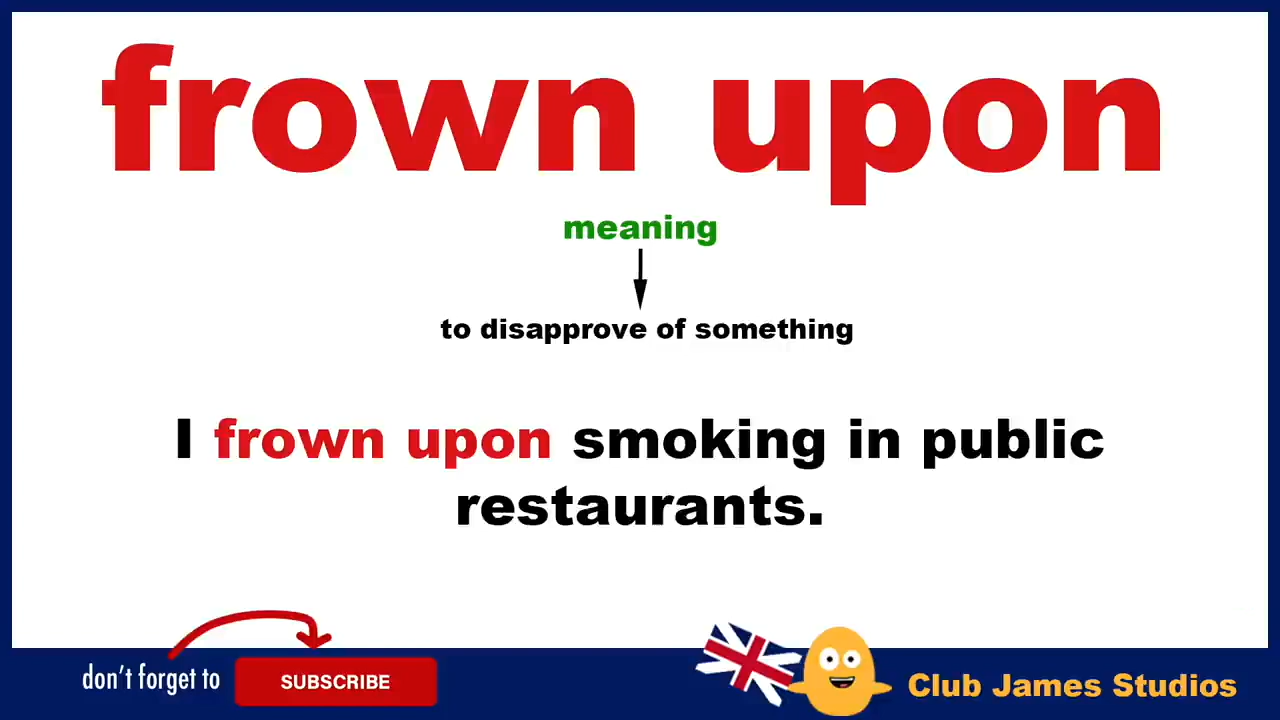 frown upon
meaning
to disapprove of something
I frown upon smoking in public
restaurants.
don't forget to
SUBSCRIBE
Club James Studios